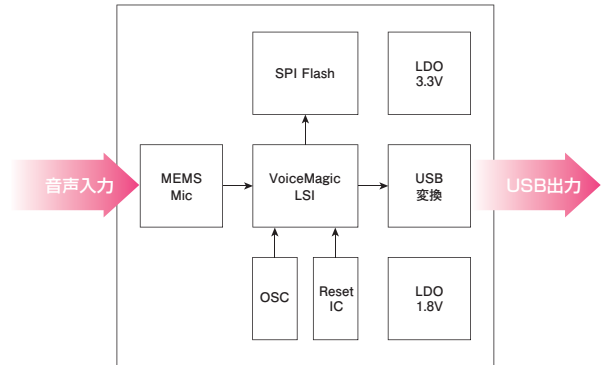 SPI Flash
LDO
3.3V
音声入力
MEMS
Mic
VoiceMagic
LSI
USB
変換
USB出力
OSC
Reset
IC
LDO
1.8V